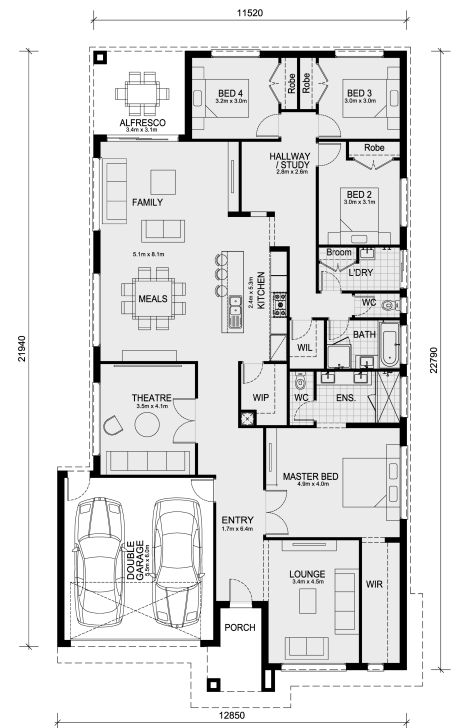 11520
BED 4
3.2m x 3.0m
Robe
Robe
BED 3
3.0m x 3.0m
ALFRESCO
3.4m x 3.1m
HALLWAY
/ STUDY
2.8m x 2.6m
Robe
FAMILY
BED 2
3.0m x 3.1m
5.1m x 8.1m
Broom
L'DRY
KITCHEN
2.4m x 5.3m
MEALS
WC
21940
22790
WIL
BATH
THEATRE
3.5m x 4.1m
WIP
WC
ENS.
MASTER BED
4.9m x 4.0m
ENTRY
1.7m x 6.4m
DOUBLE
GARAGE
5.5m x 6.0m
LOUNGE
3.4m x 4.5m
WIR
PORCH
12850